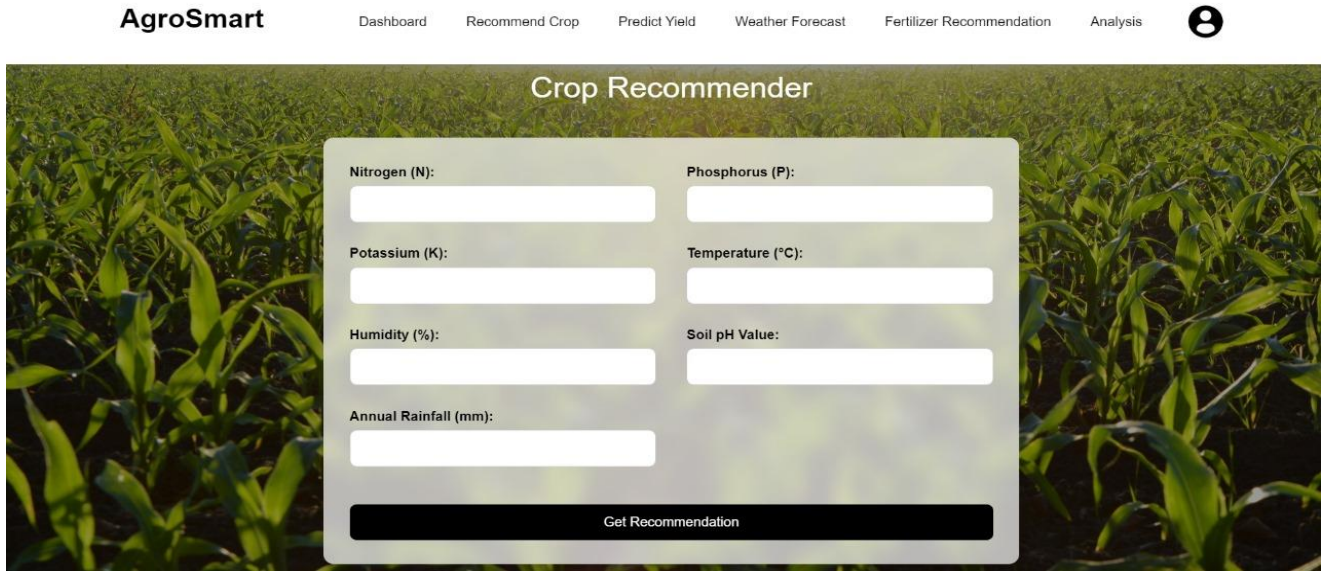 AgroSmart Dashboard Recommend Crop Predict Yield Weather Forecast Fertilizer Recommendation Analysis
Crop Recommender
Nitrogen (N): Phosphorus (P):
Potassium (K): Temperature (°C):
Humidity (%): Soil pH Value:
Annual Rainfall (mm):
Get Recommendation